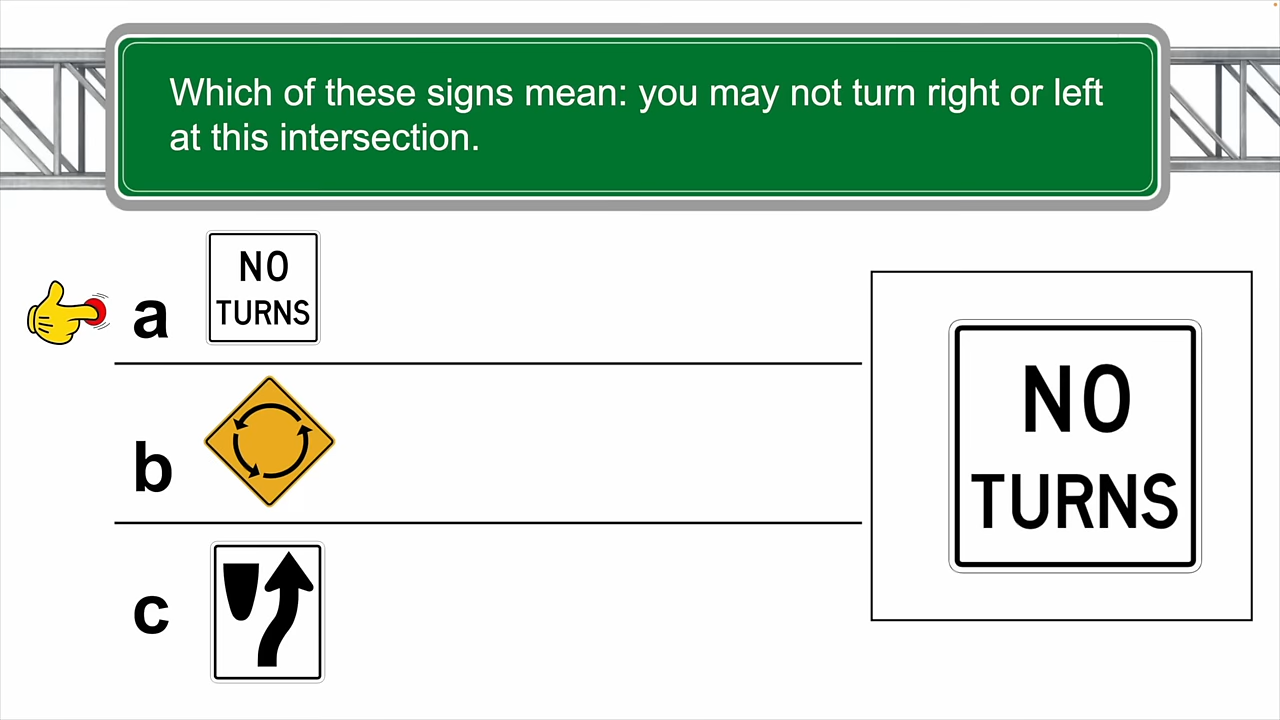 Which of these signs mean: you may not turn right or left
at this intersection.
a
NO
TURNS
b
c
NO
TURNS